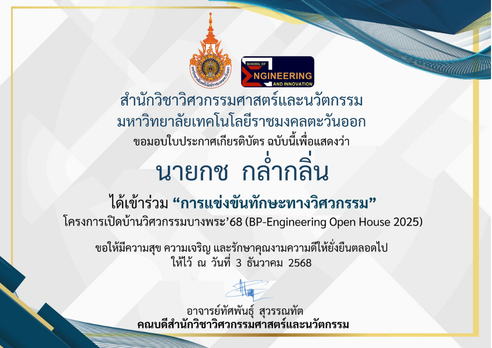 SCHOOL OF
ENGINEERING
AND INNOVATION
สำนักวิชาวิศวกรรมศาสตร์และนวัตกรรม
มหาวิทยาลัยเทคโนโลยีราชมงคลตะวันออก
ขอมอบใบประกาศเกียรติบัตร ฉบับนี้เพื่อแสดงว่า
นายกช กล่ำกลิ่น
ได้เข้าร่วม “การแข่งขันทักษะทางวิศวกรรม”
โครงการเปิดบ้านวิศวกรรมบางพระ’68 (BP-Engineering Open House 2025)
ขอให้มีความสุข ความเจริญ และรักษาคุณงามความดีให้ยั่งยืนตลอดไป
ให้ไว้ ณ วันที่ 3 ธันวาคม 2568
อาจารย์ทัศพันธุ์ สุวรรณทัต
คณบดีสำนักวิชาวิศวกรรมศาสตร์และนวัตกรรม